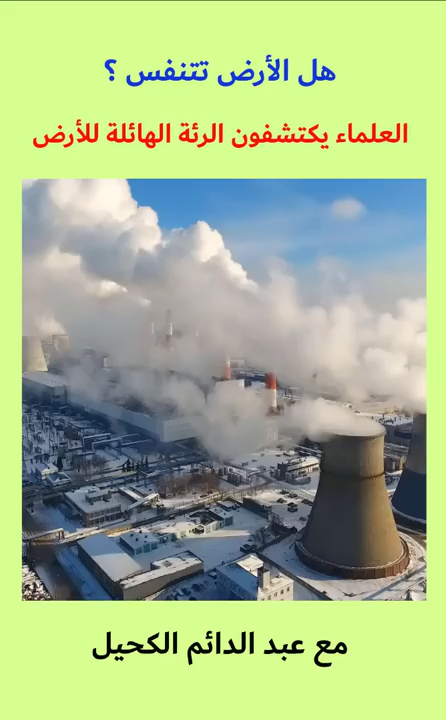 هل الأرض تتنفس ؟
العلماء يكتشفون الرئة الهائلة للأرض
مع عبد الدائم الكحيل